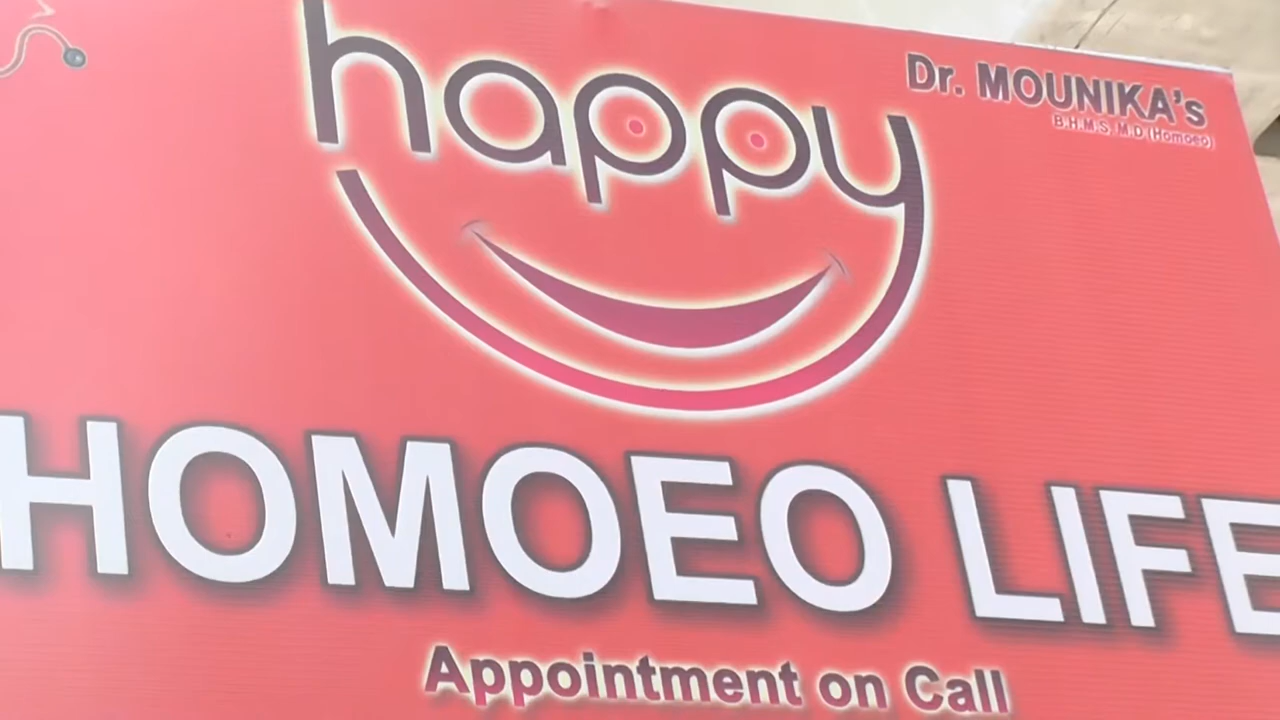 happy
Dr. MOUNIKA's
B.H.M.S. M.D (Homoeo)
HOMOEO LIFE
Appointment on Call